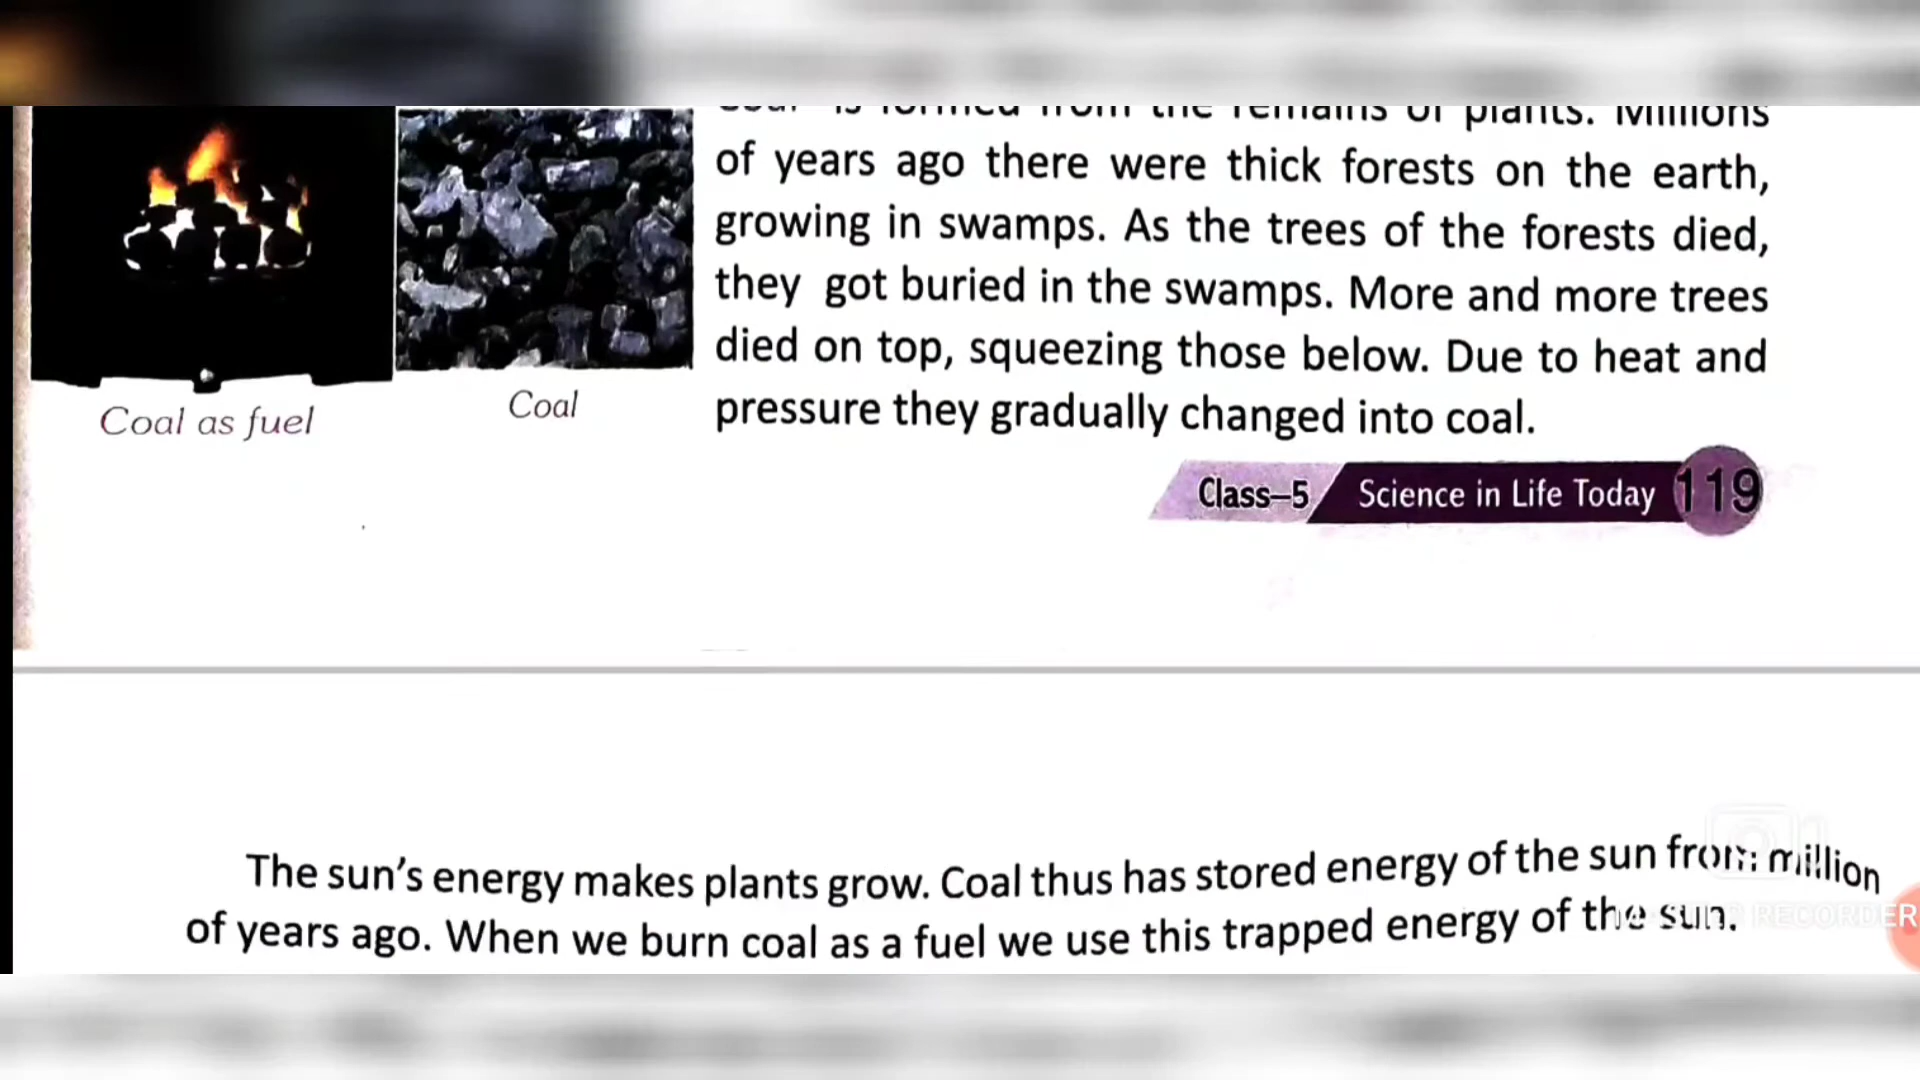 Coal is formed from the remains of plants. Millions
of years ago there were thick forests on the earth,
growing in swamps. As the trees of the forests died,
they got buried in the swamps. More and more trees
died on top, squeezing those below. Due to heat and
pressure they gradually changed into coal.
Coal as fuel
Coal
Class–5
Science in Life Today
119
The sun's energy makes plants grow. Coal thus has stored energy of the sun from million
of years ago. When we burn coal as a fuel we use this trapped energy of the sun.
RECORDER